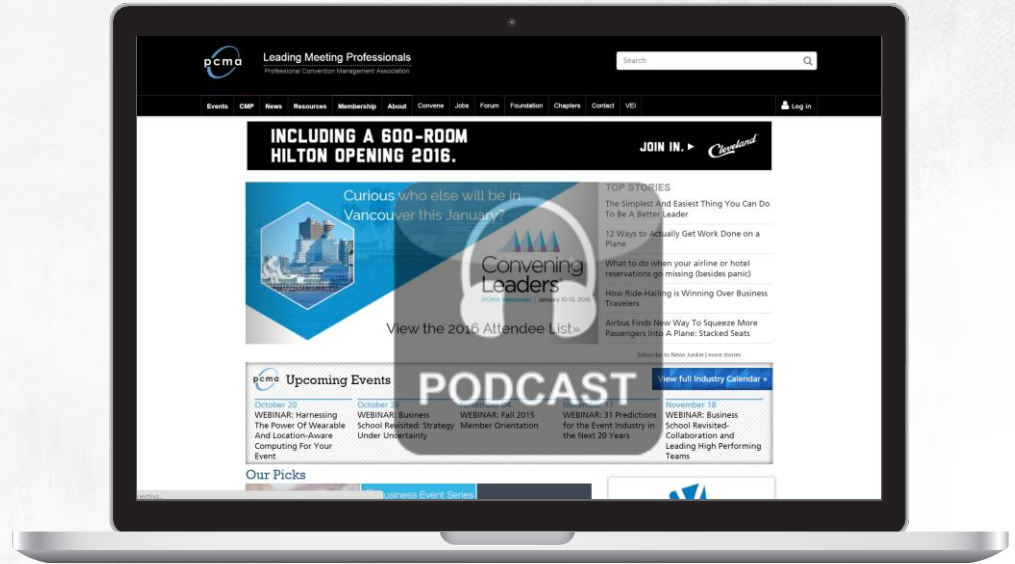 pcma
Leading Meeting Professionals
Professional Convention Management Association
Search
Events CMP News Resources Membership About Convene Jobs Forum Foundation Chapters Contact VEI
Log in
INCLUDING A 600-ROOM
HILTON OPENING 2016.
JOIN IN.
Cleveland
Curious who else will be in
Vancouver this January?
Convening
Leaders
PCMA Vancouver | January 10-13, 2016
View the 2016 Attendee List»
TOP STORIES
The Simplest And Easiest Thing You Can Do
To Be A Better Leader
12 Ways to Actually Get Work Done on a
Plane
What to do when your airline or hotel
reservations go missing (besides panic)
How Ride-Hailing is Winning Over Business
Travelers
Airbus Finds New Way To Squeeze More
Passengers Into A Plane: Stacked Seats
Subscribe to News Junkie | more stories
PODCAST
pcma Upcoming Events
View full Industry Calendar »
October 20
WEBINAR: Harnessing
The Power Of Wearable
And Location-Aware
Computing For Your
Event
October
WEBINAR: Business
School Revisited: Strategy
Under Uncertainty
WEBINAR: Fall 2015
Member Orientation
WEBINAR: 31 Predictions
for the Event Industry in
the Next 20 Years
November 18
WEBINAR: Business
School Revisited-
Collaboration and
Leading High Performing
Teams
Our Picks
Business Event Series